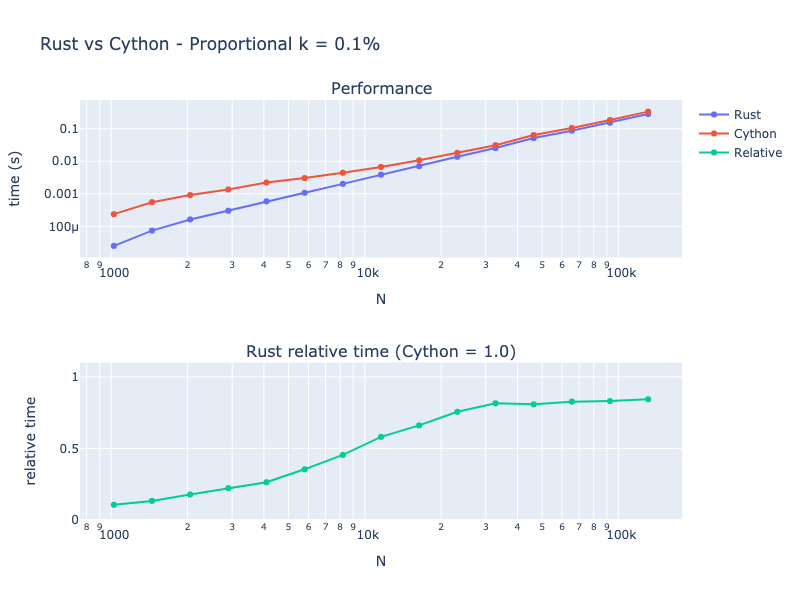 Rust vs Cython - Proportional k = 0.1%
Performance
Rust
Cython
Relative
time (s)
0.1
0.01
0.001
100μ
8 9 1000 2 3 4 5 6 7 8 9 10k 2 3 4 5 6 7 8 9 100k
N
Rust relative time (Cython = 1.0)
relative time
1
0.5
0
8 9 1000 2 3 4 5 6 7 8 9 10k 2 3 4 5 6 7 8 9 100k
N